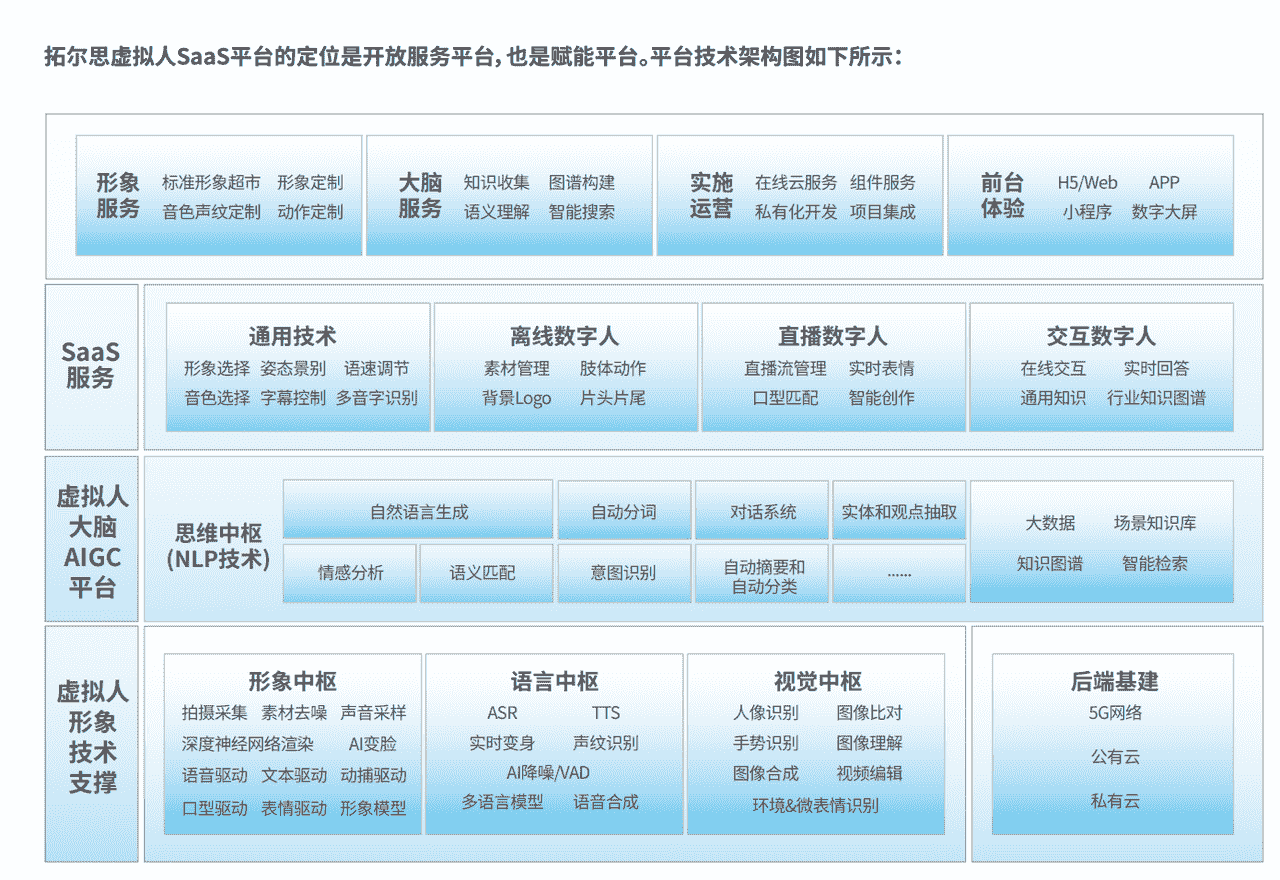 拓尔思虚拟人SaaS平台的定位是开放服务平台，也是赋能平台。平台技术架构图如下所示：
形象服务
标准形象超市 形象定制
音色声纹定制 动作定制
大脑服务
知识收集 图谱构建
语义理解 智能搜索
实施运营
在线云服务 组件服务
私有化开发 项目集成
前台体验
H5/Web APP
小程序 数字大屏
SaaS
服务
通用技术
形象选择 姿态景别 语速调节
音色选择 字幕控制 多音字识别
离线数字人
素材管理 肢体动作
背景Logo 片头片尾
直播数字人
直播流管理 实时表情
口型匹配 智能创作
交互数字人
在线交互 实时回答
通用知识 行业知识图谱
虚拟人
大脑
AIGC
平台
思维中枢
(NLP技术)
自然语言生成
自动分词
对话系统
实体和观点抽取
情感分析
语义匹配
意图识别
自动摘要和
自动分类
……
大数据 场景知识库
知识图谱 智能检索
虚拟人
形象
技术
支撑
形象中枢
拍摄采集 素材去噪 声音采样
深度神经网络渲染 AI变脸
语音驱动 文本驱动 动捕驱动
口型驱动 表情驱动 形象模型
语言中枢
ASR TTS
实时变身 声纹识别
AI降噪/VAD
多语言模型 语音合成
视觉中枢
人像识别 图像比对
手势识别 图像理解
图像合成 视频编辑
环境&微表情识别
后端基建
5G网络
公有云
私有云